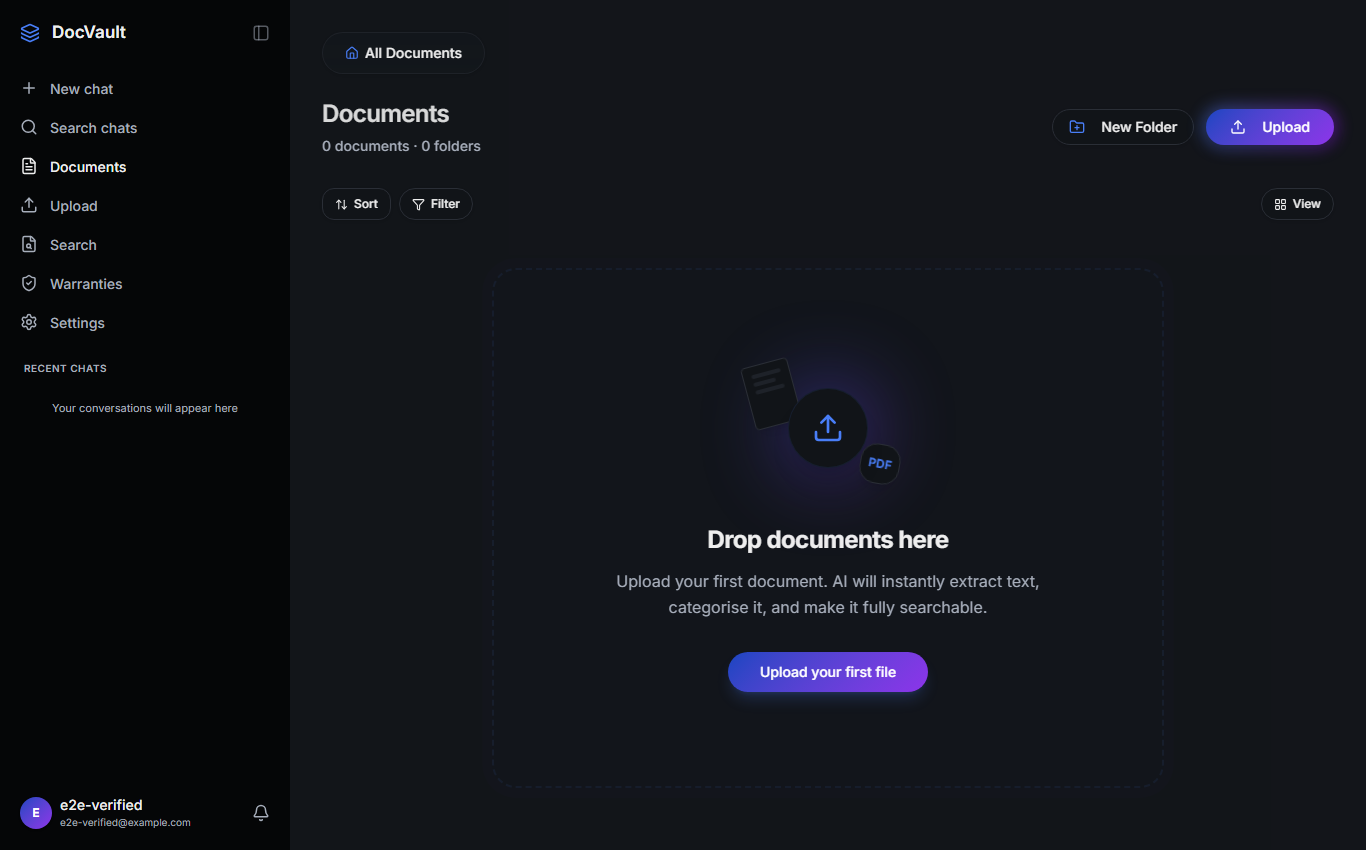 DocVault
New chat
Search chats
Documents
Upload
Search
Warranties
Settings
RECENT CHATS
Your conversations will appear here
E
e2e-verified
e2e-verified@example.com
All Documents
Documents
0 documents · 0 folders
New Folder
Upload
Sort
Filter
View
PDF
Drop documents here
Upload your first document. AI will instantly extract text,
categorise it, and make it fully searchable.
Upload your first file